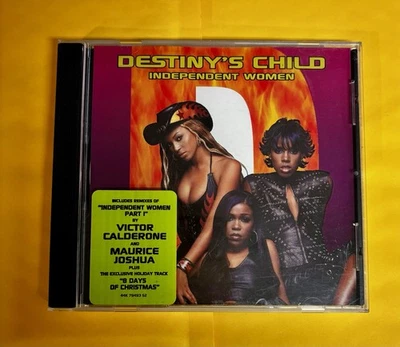 DESTINY'S CHILD
INDEPENDENT WOMEN
INCLUDES REMIXES OF
"INDEPENDENT WOMEN
PART I"
BY
VICTOR
CALDERONE
AND
MAURICE
JOSHUA
PLUS
THE EXCLUSIVE HOLIDAY TRACK
"8 DAYS
OF CHRISTMAS"